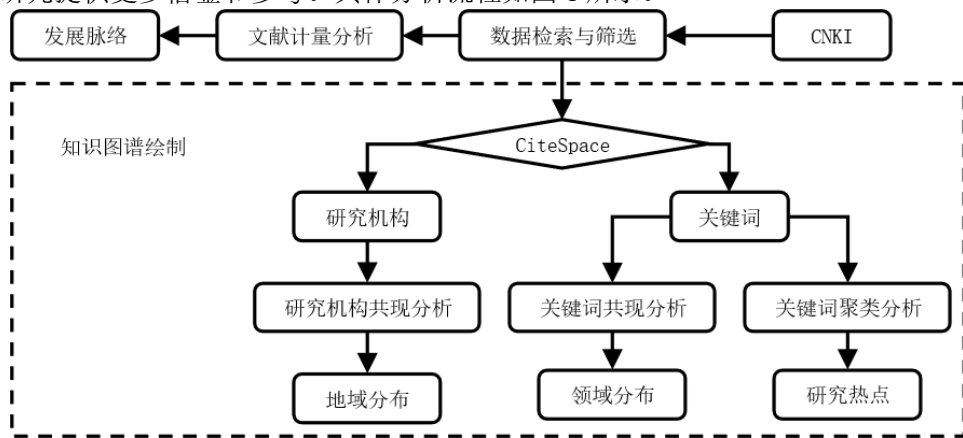 发展脉络 文献计量分析 数据检索与筛选 CNKI
知识图谱绘制 CiteSpace
研究机构 关键词
研究机构共现分析 关键词共现分析 关键词聚类分析
地域分布 领域分布 研究热点